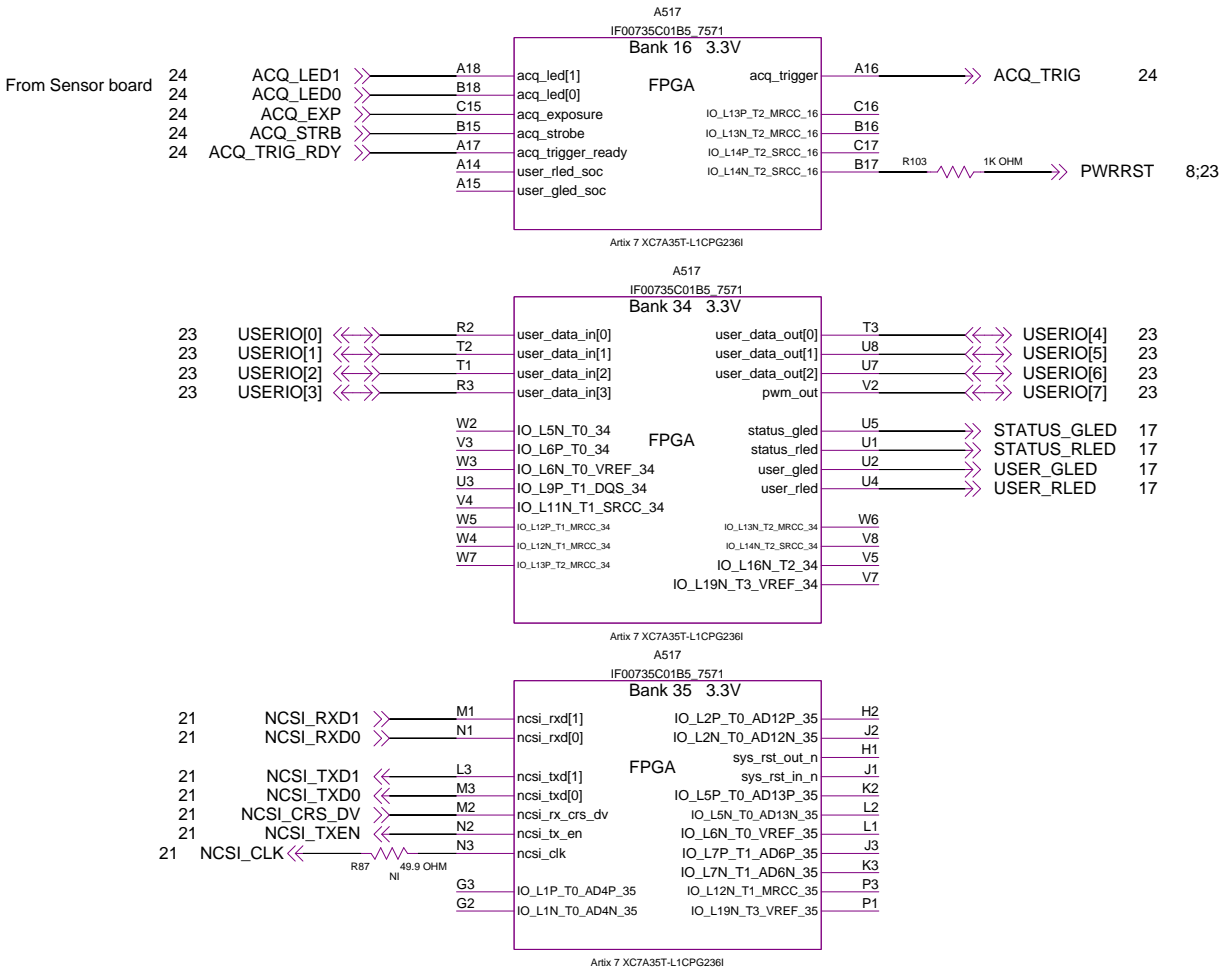 A517
IF00735C01B5_7571
Bank 16 3.3V
FPGA
From Sensor board
24 ACQ_LED1 A18 acq_led[1]
24 ACQ_LED0 B18 acq_led[0]
24 ACQ_EXP C15 acq_exposure
24 ACQ_STRB B15 acq_strobe
24 ACQ_TRIG_RDY A17 acq_trigger_ready
A14 user_rled_soc
A15 user_gled_soc
acq_trigger A16 ACQ_TRIG 24
IO_L13P_T2_MRCC_16 C16
IO_L13N_T2_MRCC_16 B16
IO_L14P_T2_SRCC_16 C17
IO_L14N_T2_SRCC_16 B17 R103 1K OHM PWRRST 8;23
Artix 7 XC7A35T-L1CPG236I
A517
IF00735C01B5_7571
Bank 34 3.3V
FPGA
23 USERIO[0] R2 user_data_in[0]
23 USERIO[1] T2 user_data_in[1]
23 USERIO[2] T1 user_data_in[2]
23 USERIO[3] R3 user_data_in[3]
W2 IO_L5N_T0_34
V3 IO_L6P_T0_34
W3 IO_L6N_T0_VREF_34
U3 IO_L9P_T1_DQS_34
V4 IO_L11N_T1_SRCC_34
W5 IO_L12P_T1_MRCC_34
W4 IO_L12N_T1_MRCC_34
W7 IO_L13P_T2_MRCC_34
user_data_out[0] T3 USERIO[4] 23
user_data_out[1] U8 USERIO[5] 23
user_data_out[2] U7 USERIO[6] 23
pwm_out V2 USERIO[7] 23
status_gled U5 STATUS_GLED 17
status_rled U1 STATUS_RLED 17
user_gled U2 USER_GLED 17
user_rled U4 USER_RLED 17
IO_L13N_T2_MRCC_34 W6
IO_L14N_T2_SRCC_34 V8
IO_L16N_T2_34 V5
IO_L19N_T3_VREF_34 V7
Artix 7 XC7A35T-L1CPG236I
A517
IF00735C01B5_7571
Bank 35 3.3V
FPGA
21 NCSI_RXD1 M1 ncsi_rxd[1]
21 NCSI_RXD0 N1 ncsi_rxd[0]
21 NCSI_TXD1 L3 ncsi_txd[1]
21 NCSI_TXD0 M3 ncsi_txd[0]
21 NCSI_CRS_DV M2 ncsi_rx_crs_dv
21 NCSI_TXEN N2 ncsi_tx_en
21 NCSI_CLK R87 49.9 OHM NI N3 ncsi_clk
G3 IO_L1P_T0_AD4P_35
G2 IO_L1N_T0_AD4N_35
IO_L2P_T0_AD12P_35 H2
IO_L2N_T0_AD12N_35 J2
sys_rst_out_n H1
sys_rst_in_n J1
IO_L5P_T0_AD13P_35 K2
IO_L5N_T0_AD13N_35 L2
IO_L6N_T0_VREF_35 L1
IO_L7P_T1_AD6P_35 J3
IO_L7N_T1_AD6N_35 K3
IO_L12N_T1_MRCC_35 P3
IO_L19N_T3_VREF_35 P1
Artix 7 XC7A35T-L1CPG236I